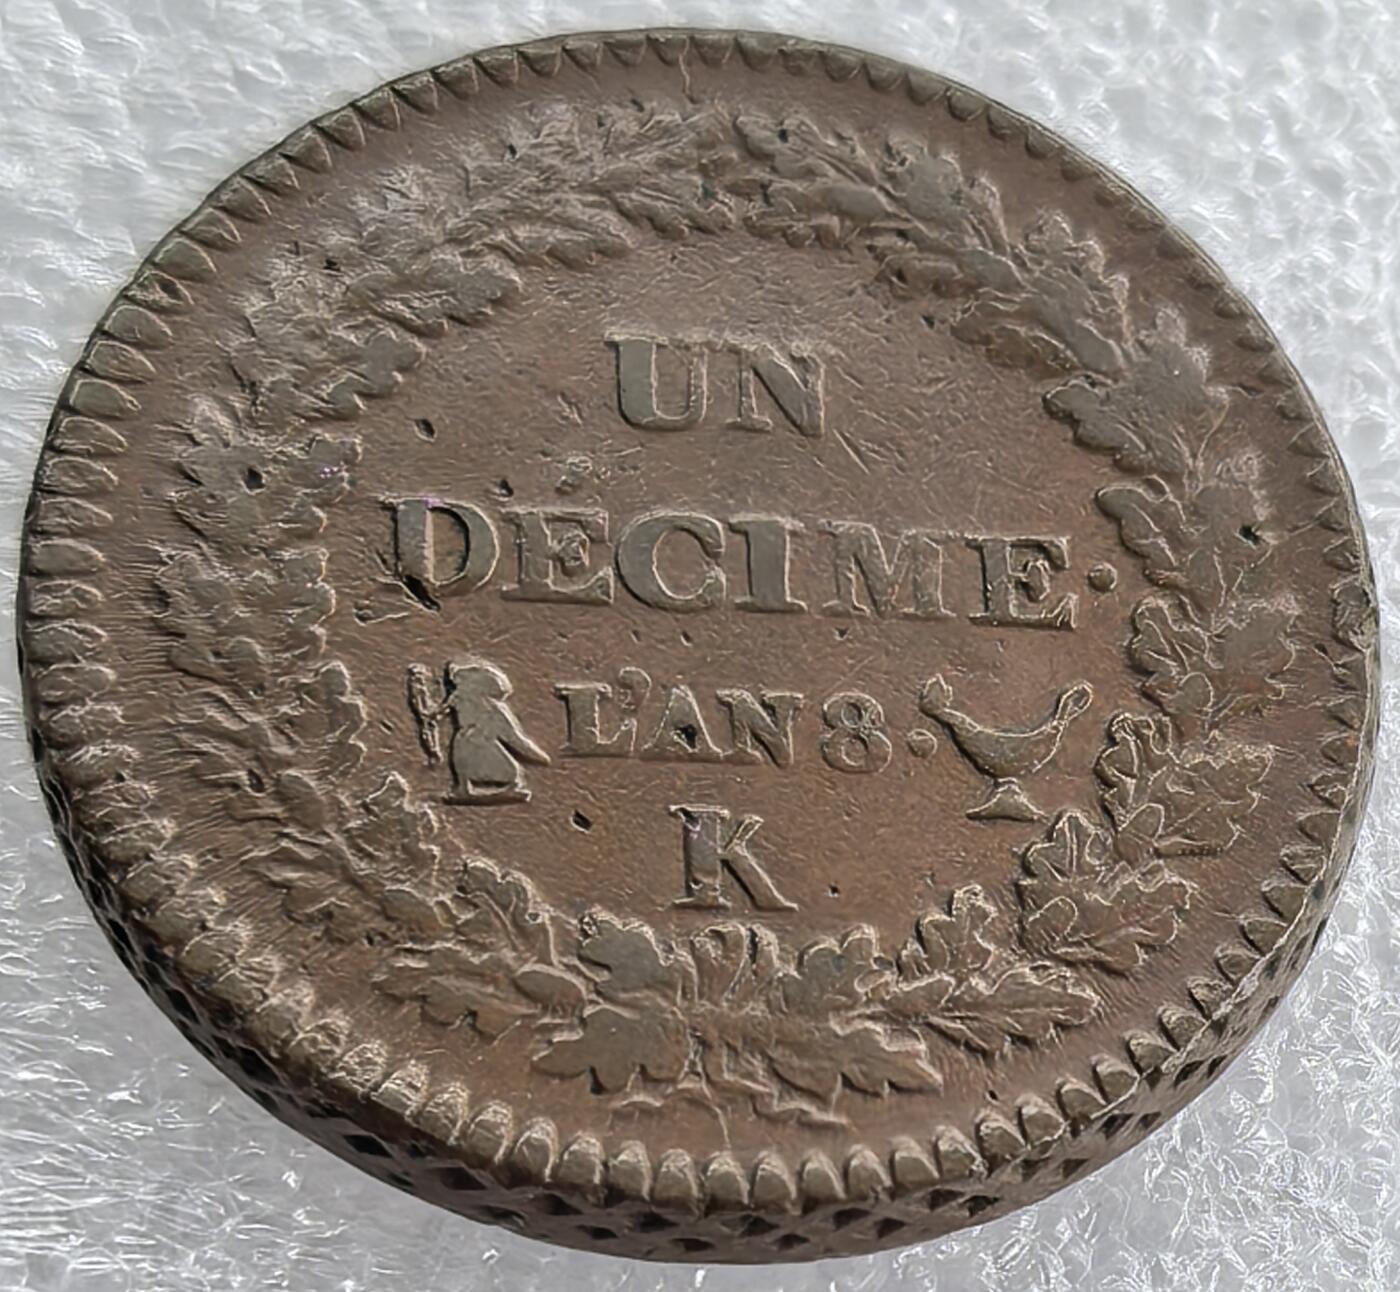 UN
DÉCIME.
L'AN 8.
K